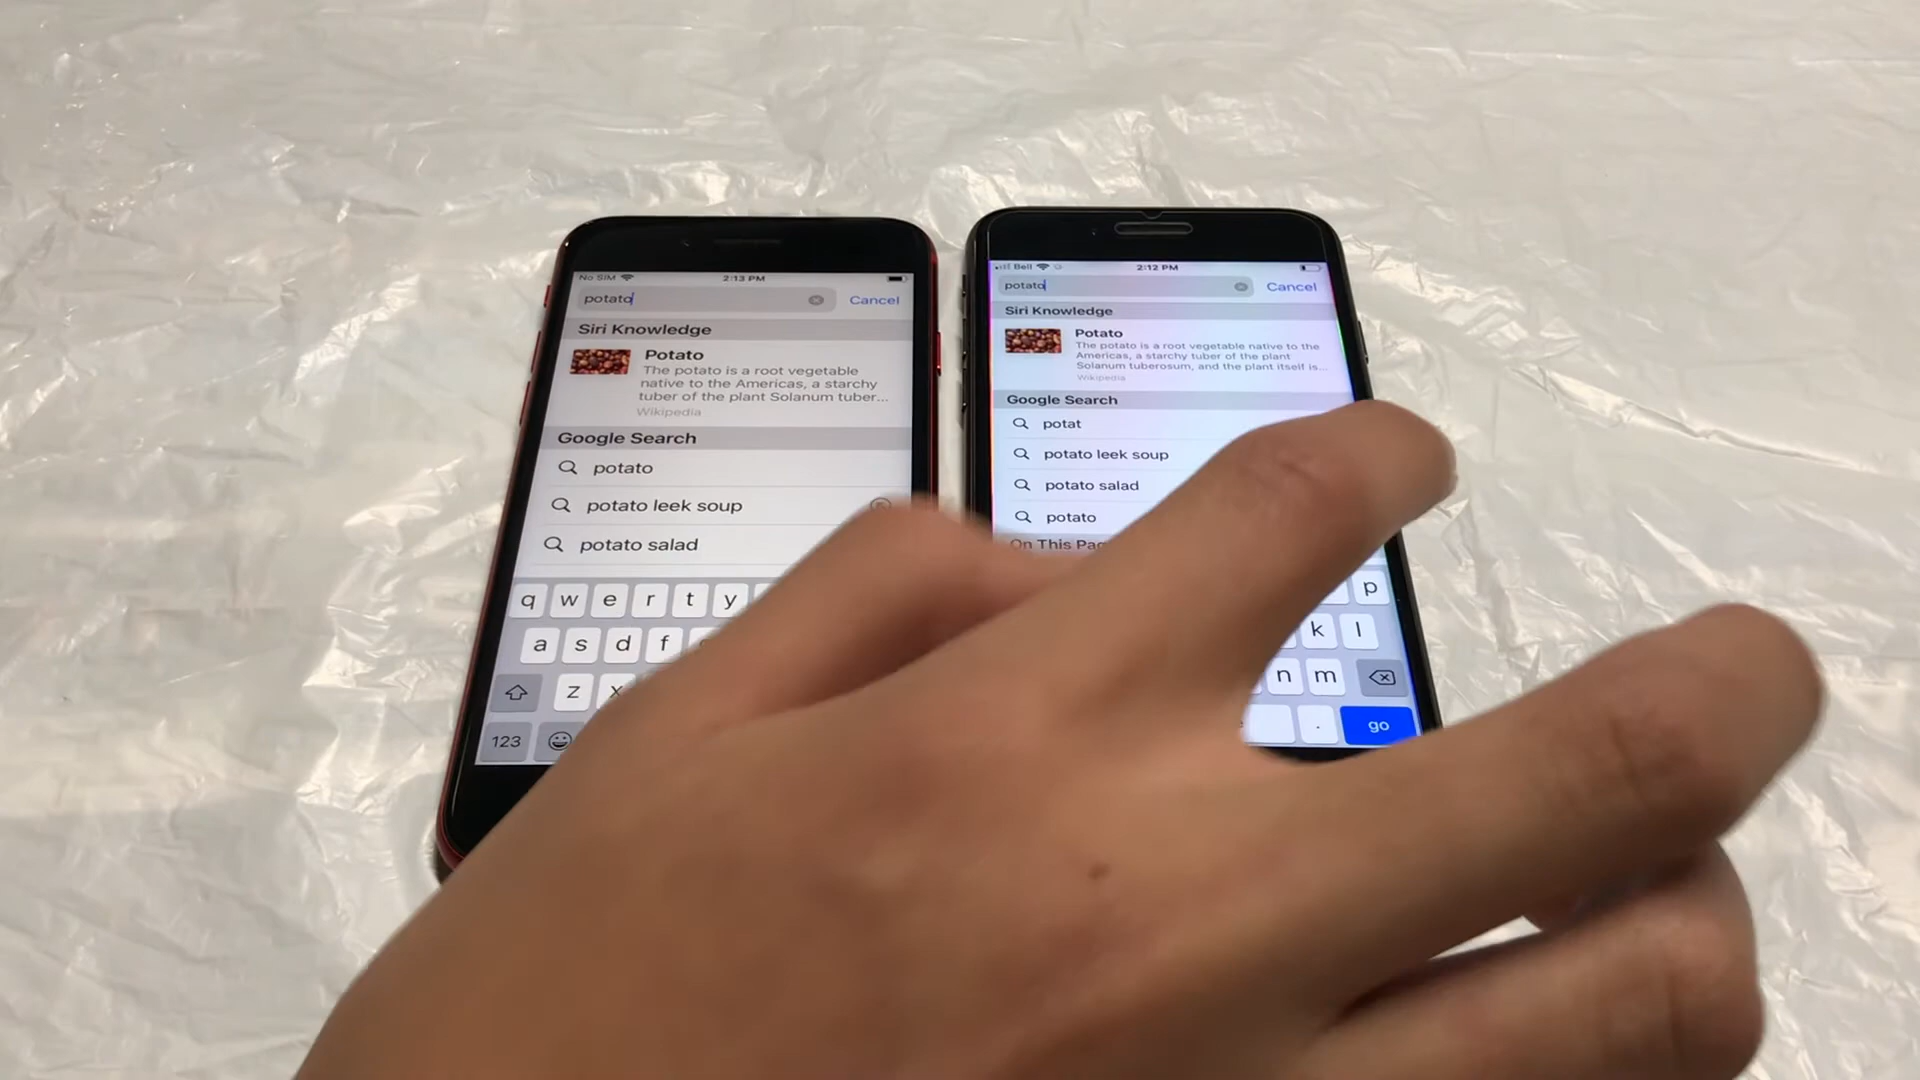 No SIM 2:13 PM
potato Cancel
Siri Knowledge
Potato
The potato is a root vegetable
native to the Americas, a starchy
tuber of the plant Solanum tuber...
Wikipedia
Google Search
potato
potato leek soup
potato salad
q w e r t y
a s d f
z x
123
Bell 2:12 PM
potato Cancel
Siri Knowledge
Potato
The potato is a root vegetable native to the
Americas, a starchy tuber of the plant
Solanum tuberosum, and the plant itself is...
Wikipedia
Google Search
potat
potato leek soup
potato salad
potato
On This
p
k l
n m
. go